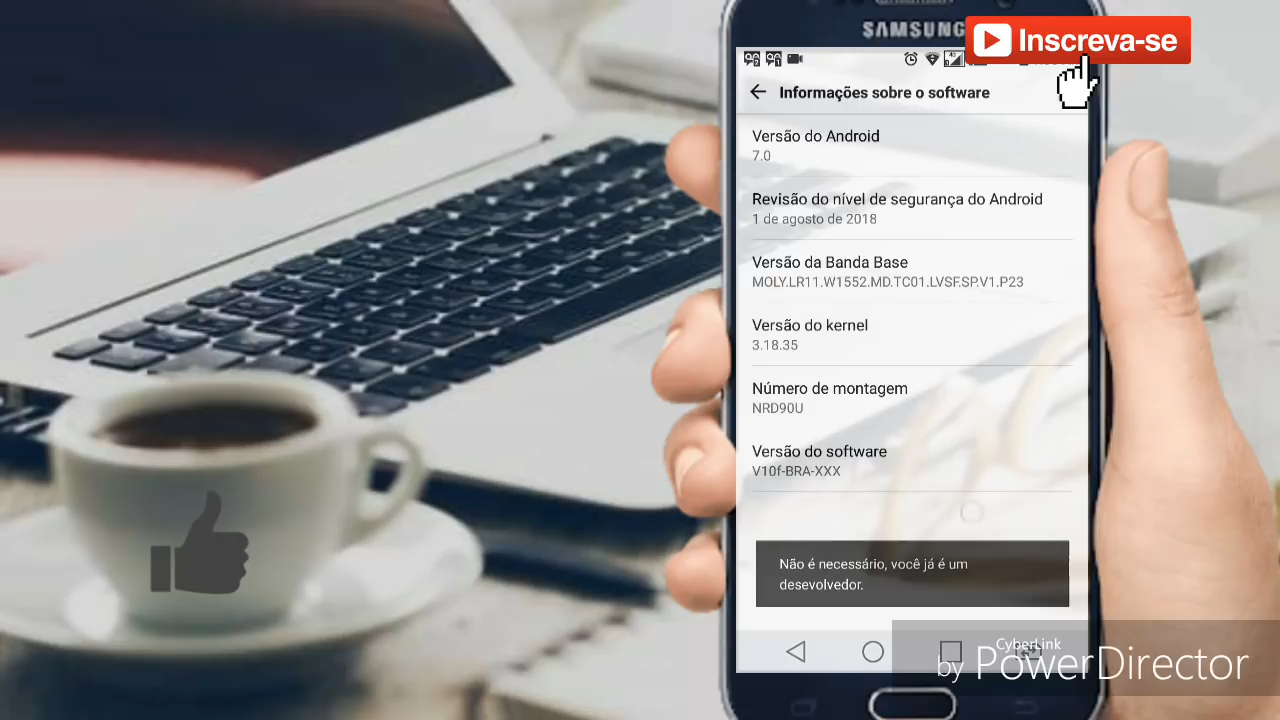 SAMSUNG
Inscreva-se
Informações sobre o software
Versão do Android
7.0
Revisão do nível de segurança do Android
1 de agosto de 2018
Versão da Banda Base
MOLY.LR11.W1552.MD.TC01.LVSF.SP.V1.P23
Versão do kernel
3.18.35
Número de montagem
NRD90U
Versão do software
V10f-BRA-XXX
Não é necessário, você já é um
desevolvedor.
CyberLink
by PowerDirector